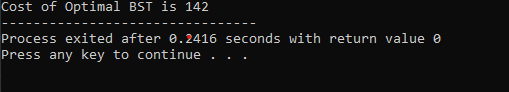 Cost of Optimal BST is 142
--------------------------------
Process exited after 0.2416 seconds with return value 0
Press any key to continue . . .